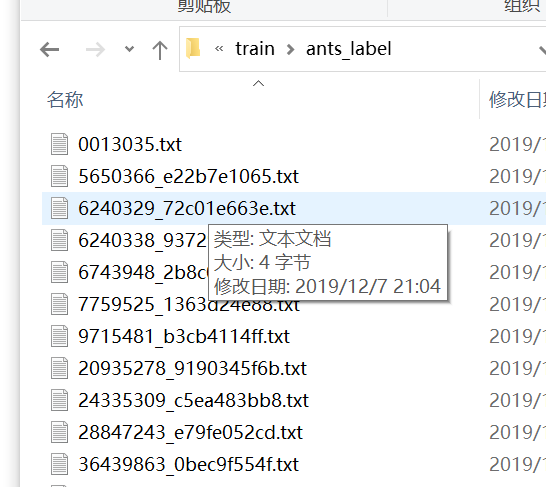 剪贴板
组织
« train > ants_label
名称
修改日期
0013035.txt
2019/1
5650366_e22b7e1065.txt
2019/1
6240329_72c01e663e.txt
2019/1
6240338_9372
2019/1
类型: 文本文档
6743948_2b8c
2019/1
大小: 4 字节
修改日期: 2019/12/7 21:04
7759525_1363d24e88.txt
2019/1
9715481_b3cb4114ff.txt
2019/1
20935278_9190345f6b.txt
2019/1
24335309_c5ea483bb8.txt
2019/1
28847243_e79fe052cd.txt
2019/1
36439863_0bec9f554f.txt
2019/1